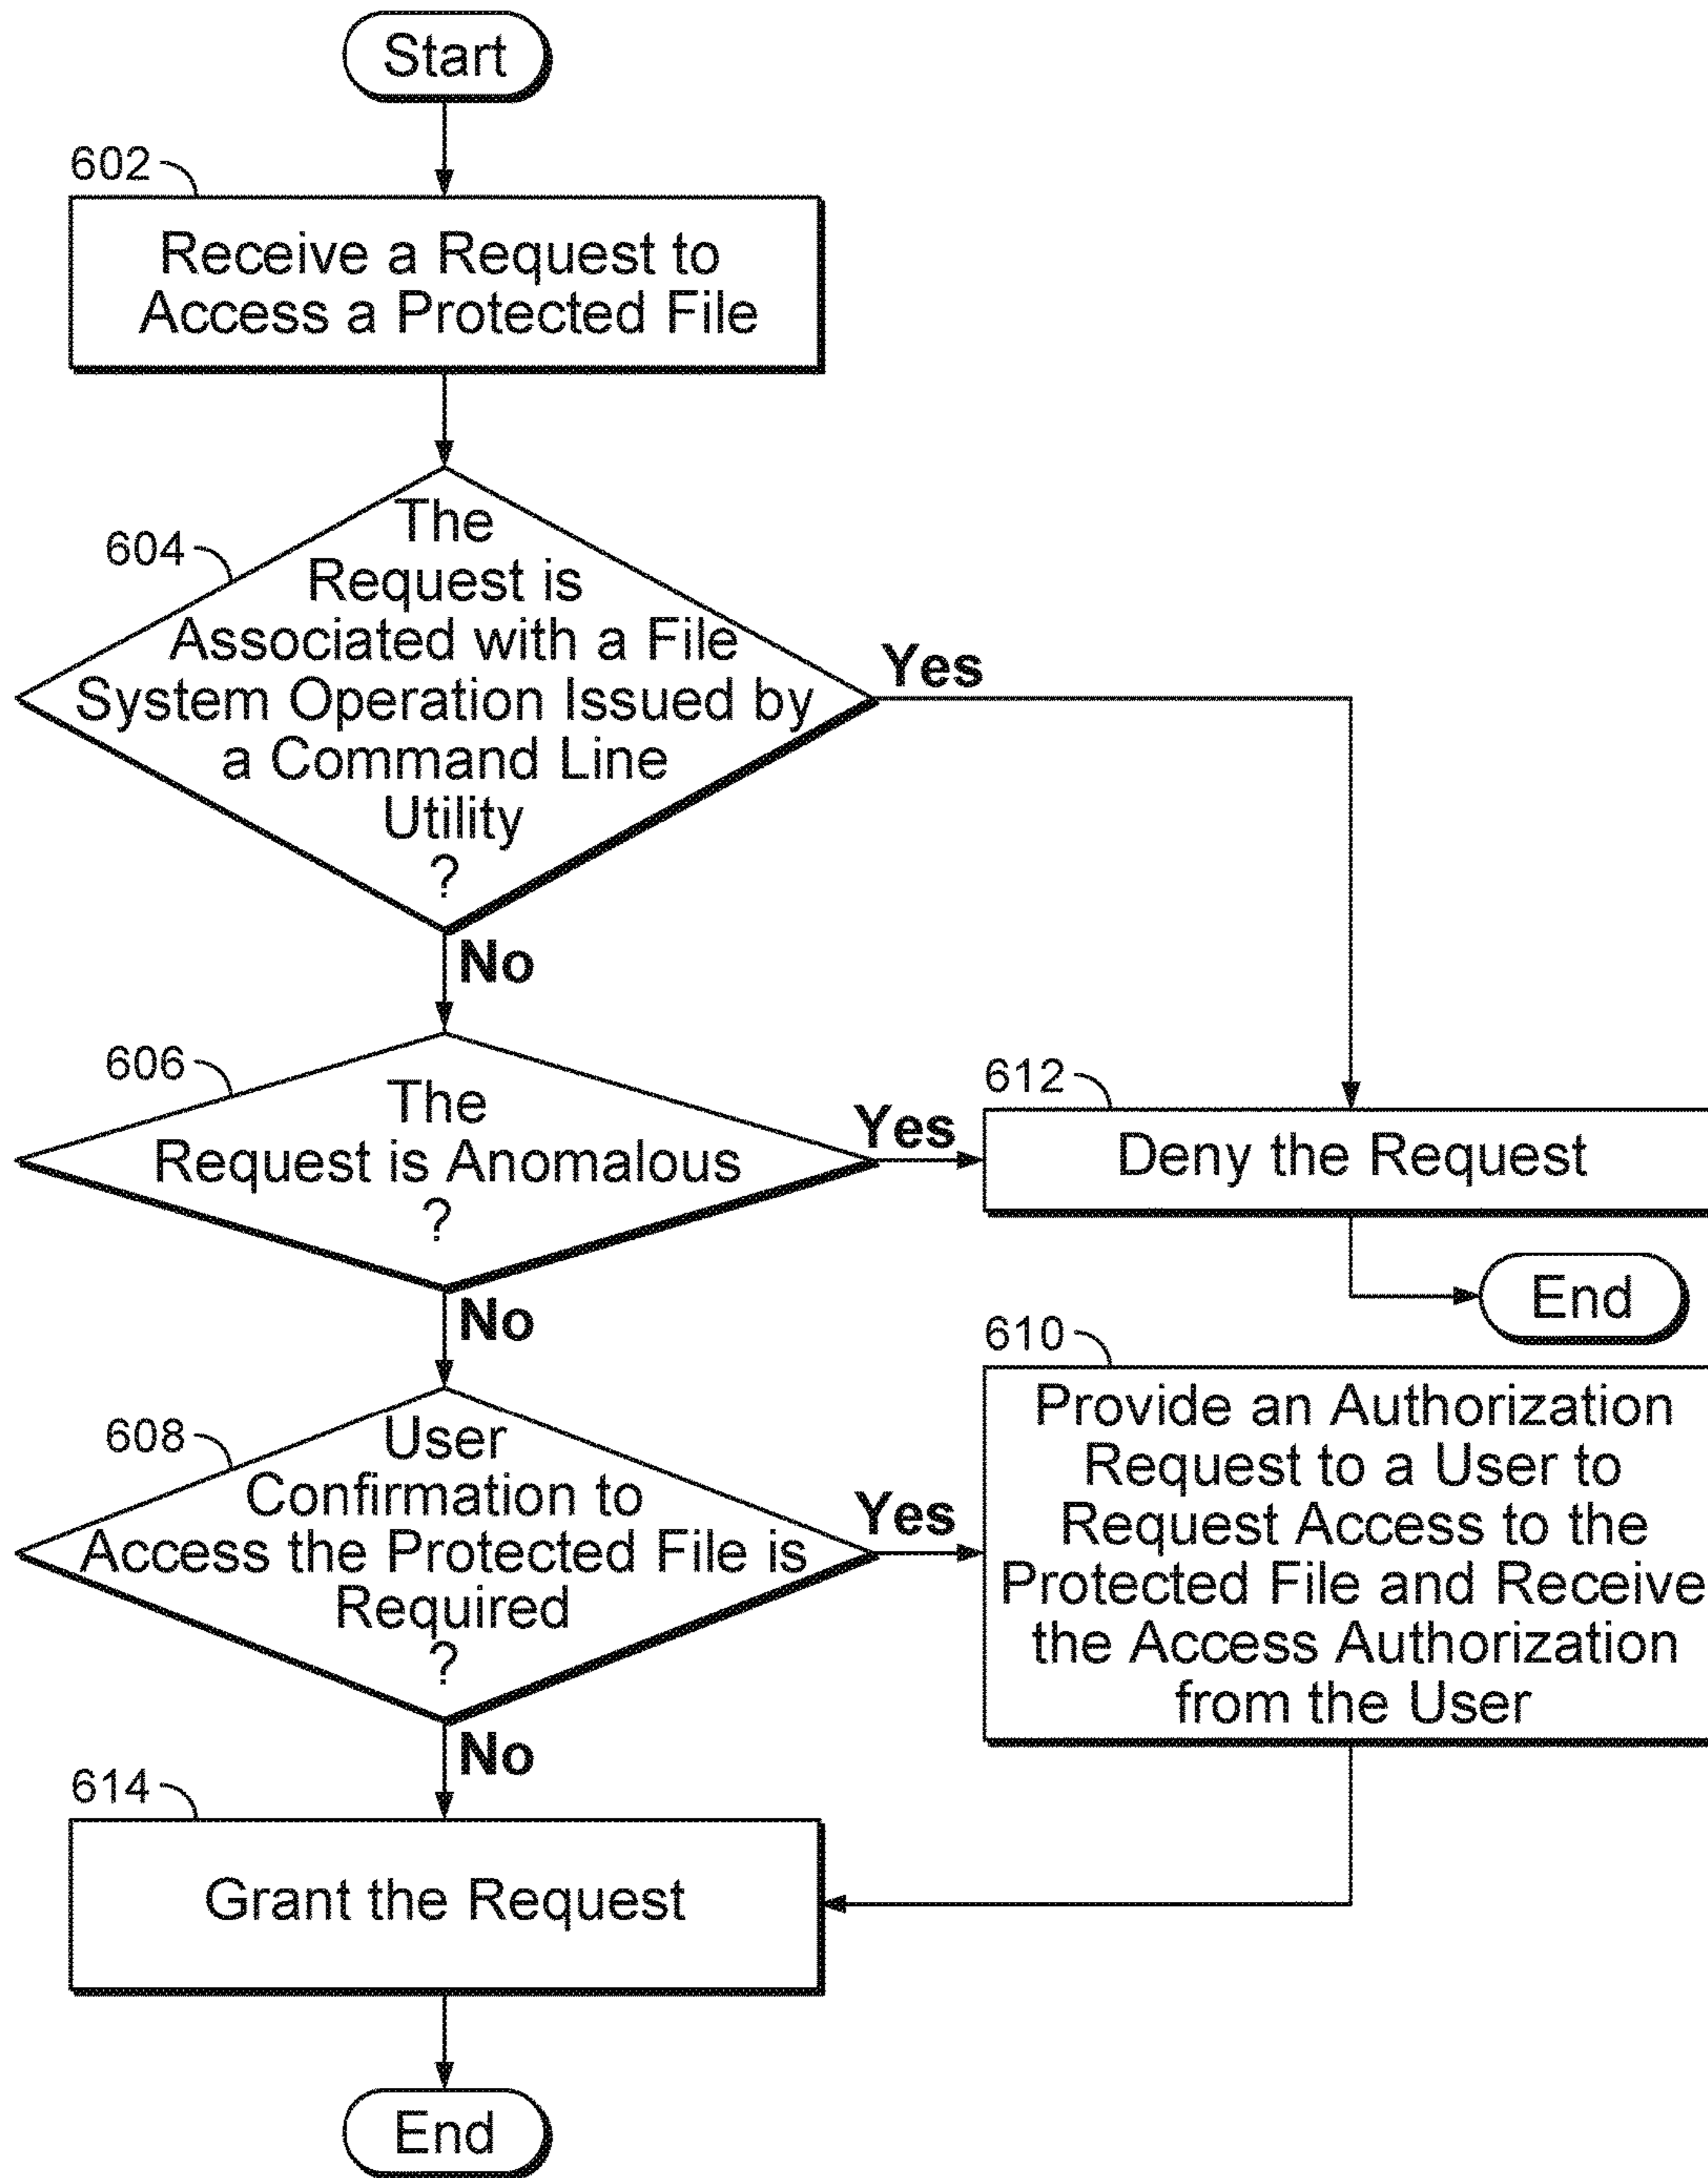 Start
602
Receive a Request to
Access a Protected File
604
The
Request is
Associated with a File
System Operation Issued by
a Command Line
Utility
?
Yes
No
606
The
Request is Anomalous
?
Yes
612
Deny the Request
End
No
608
User
Confirmation to
Access the Protected File is
Required
?
Yes
610
Provide an Authorization
Request to a User to
Request Access to the
Protected File and Receive
the Access Authorization
from the User
No
614
Grant the Request
End